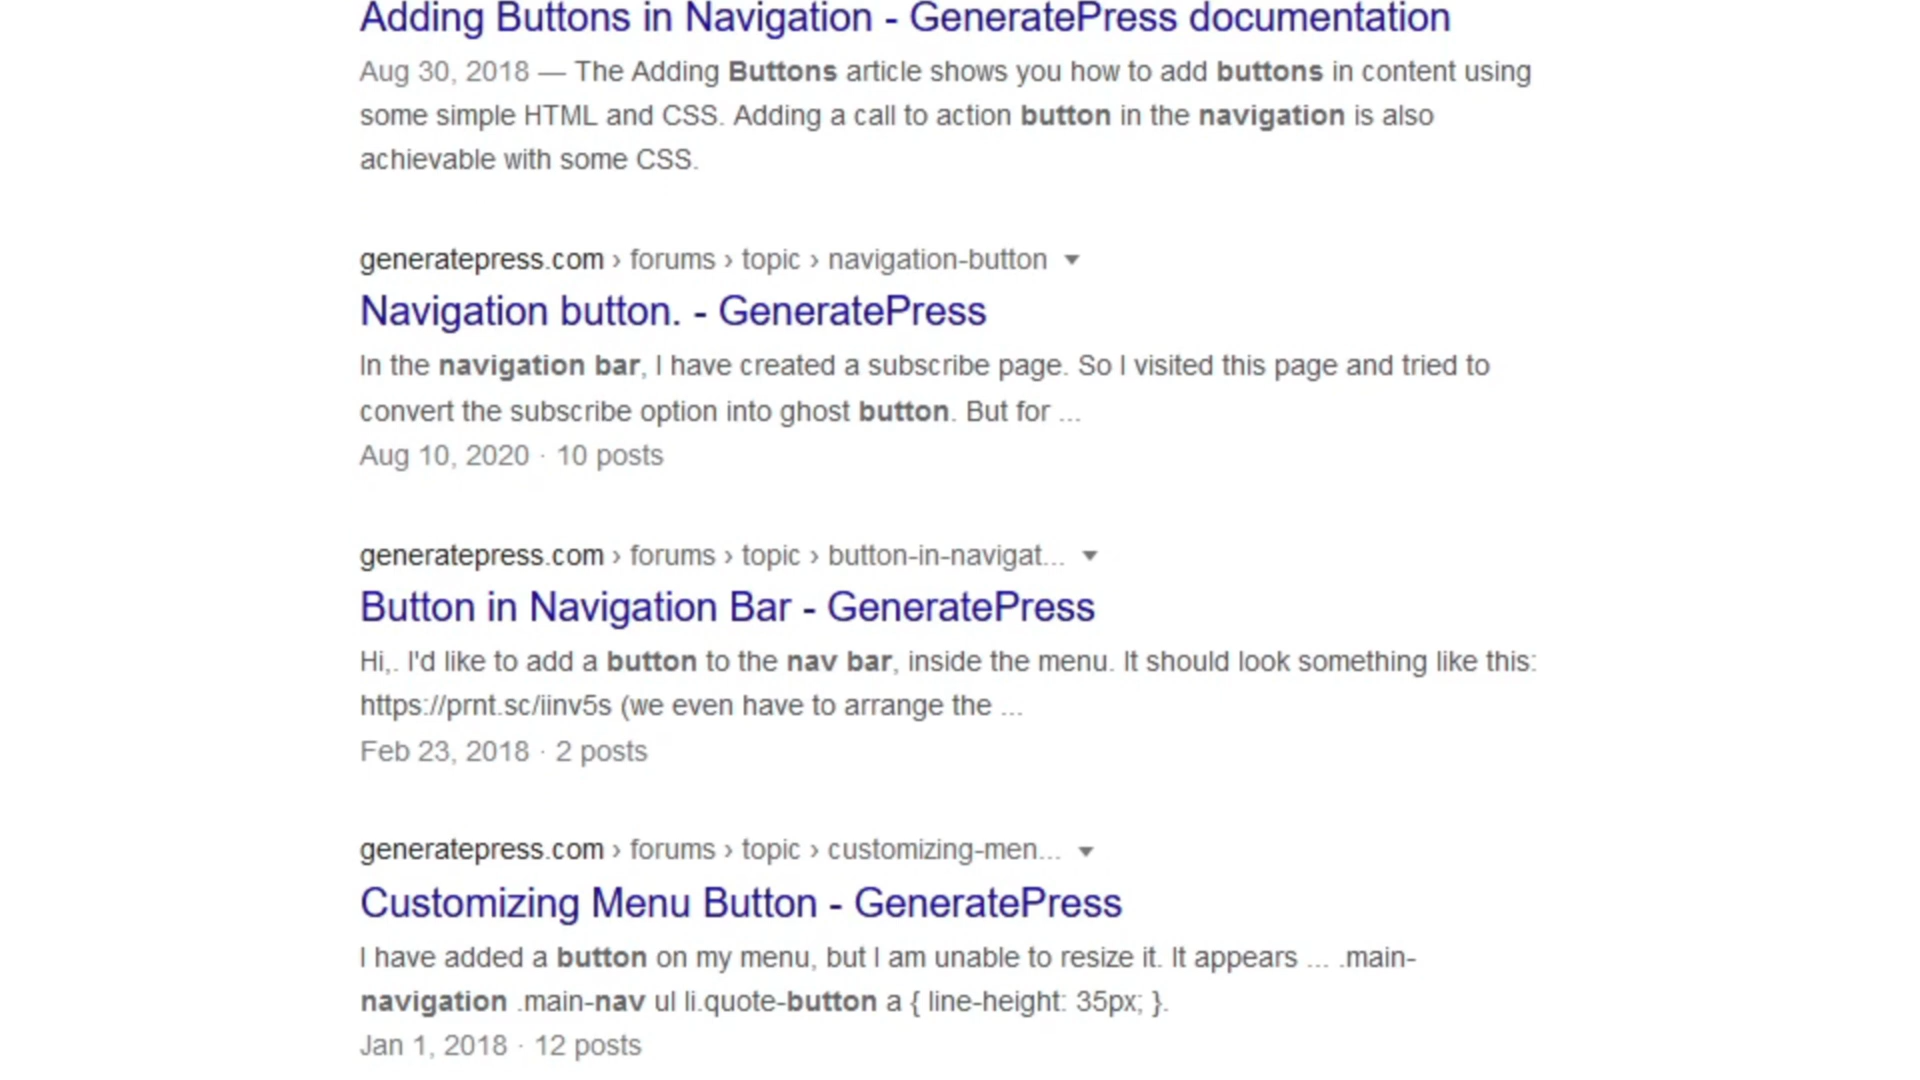 Adding Buttons in Navigation - GeneratePress documentation
Aug 30, 2018 — The Adding Buttons article shows you how to add buttons in content using
some simple HTML and CSS. Adding a call to action button in the navigation is also
achievable with some CSS.
generatepress.com › forums › topic › navigation-button
Navigation button. - GeneratePress
In the navigation bar, I have created a subscribe page. So I visited this page and tried to
convert the subscribe option into ghost button. But for ...
Aug 10, 2020 · 10 posts
generatepress.com › forums › topic › button-in-navigat...
Button in Navigation Bar - GeneratePress
Hi,. I'd like to add a button to the nav bar, inside the menu. It should look something like this:
https://prnt.sc/iinv5s (we even have to arrange the ...
Feb 23, 2018 · 2 posts
generatepress.com › forums › topic › customizing-men...
Customizing Menu Button - GeneratePress
I have added a button on my menu, but I am unable to resize it. It appears ... .main-
navigation .main-nav ul li.quote-button a { line-height: 35px; }.
Jan 1, 2018 · 12 posts